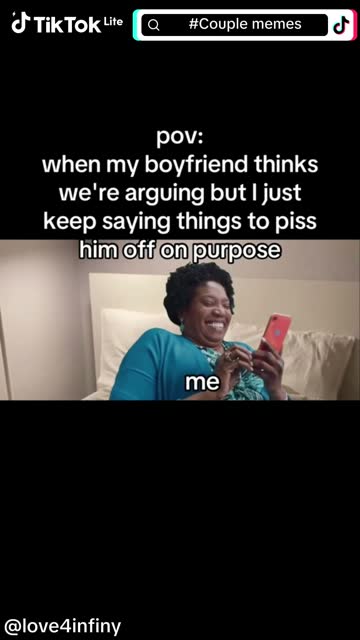 TikTok Lite
#Couple memes
pov:
when my boyfriend thinks
we're arguing but I just
keep saying things to piss
him off on purpose
me
@love4infiny